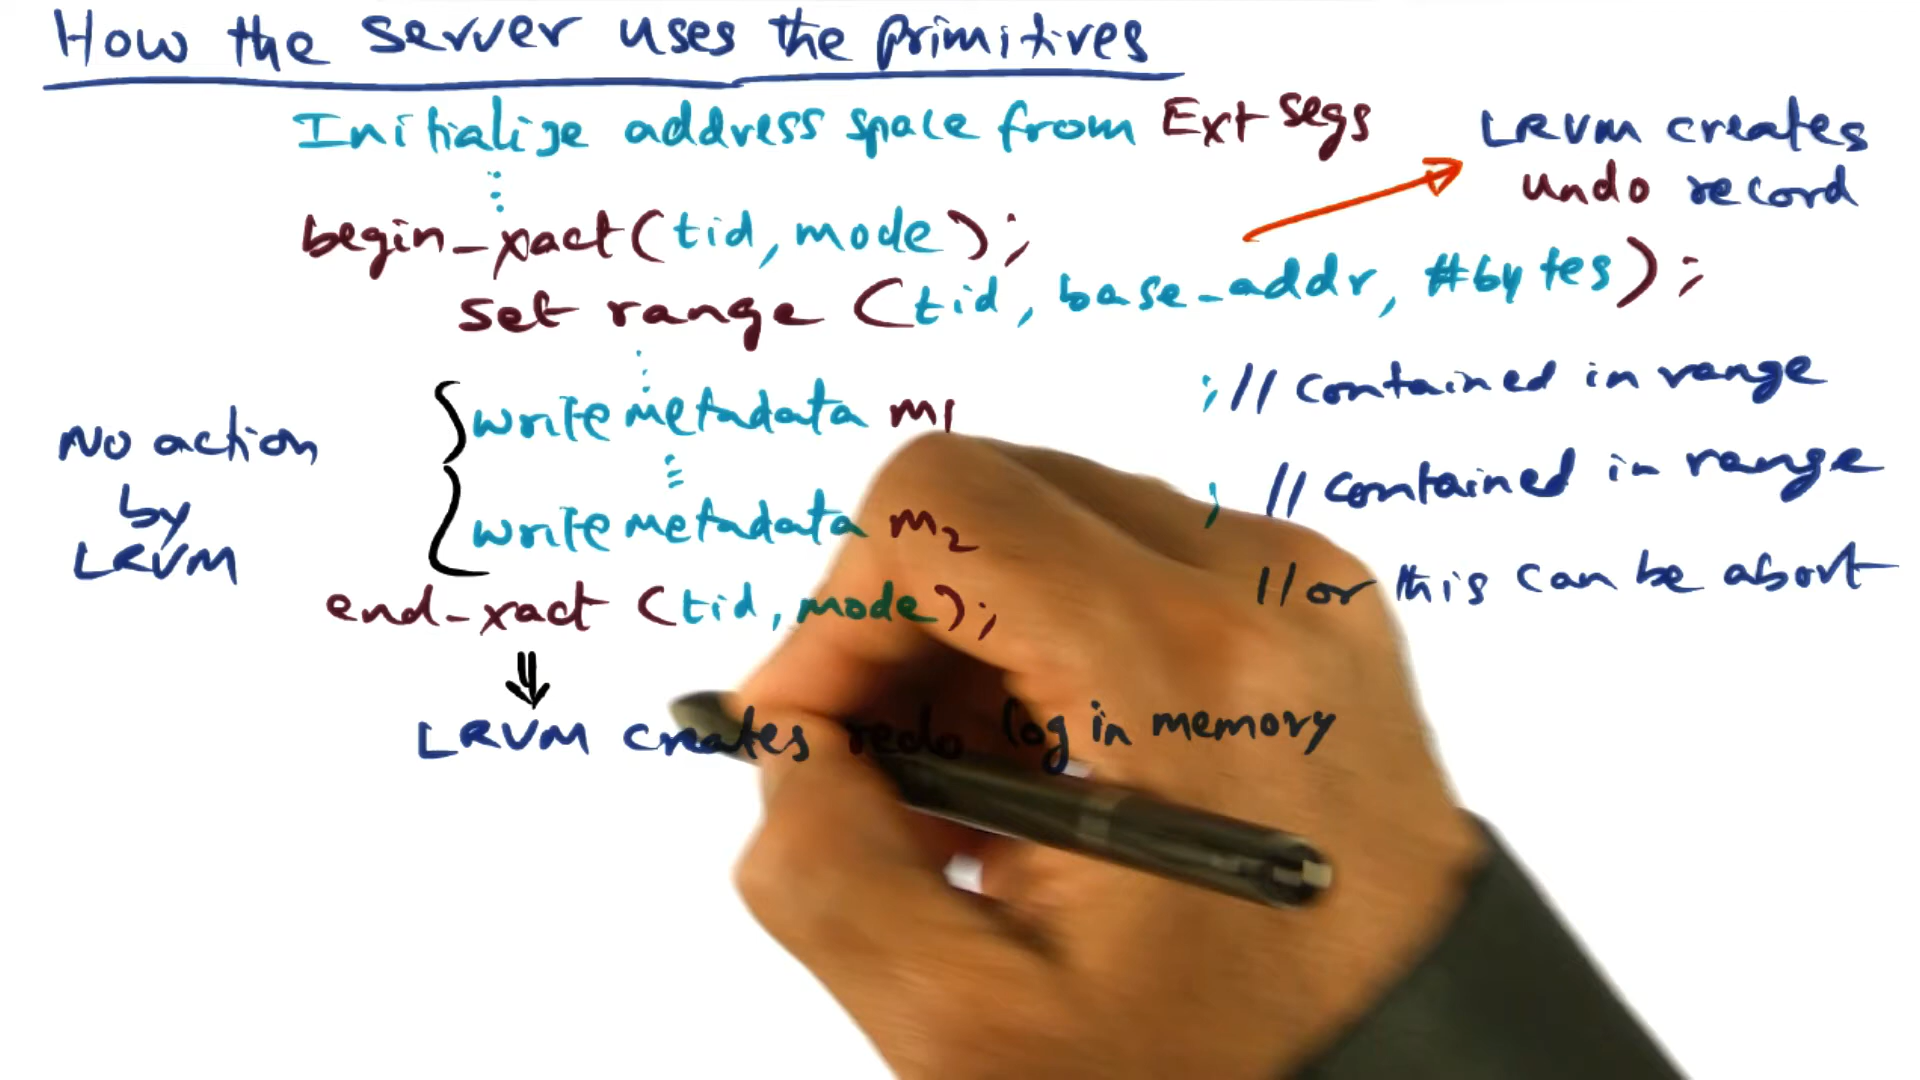 How the server uses the primitives
Initialize address space from Ext segs
LRVM creates
undo record
begin_xact(tid, mode);
set range (tid, base_addr, #bytes);
write metadata m1 ; // contained in range
No action
by
LRVM
write metadata m2 ; // contained in range
end_xact (tid, mode); // or this can be abort
LRVM creates redo log in memory